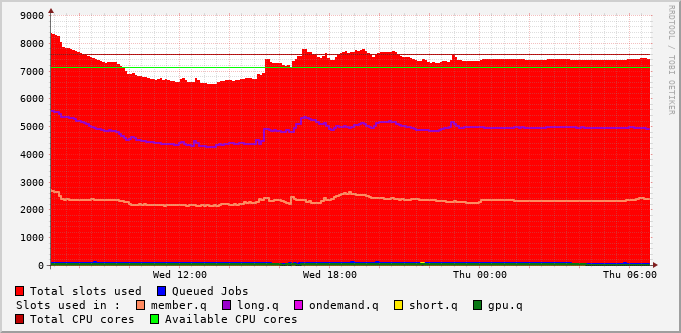 9000
8000
7000
6000
5000
4000
3000
2000
1000
0
Wed 12:00 Wed 18:00 Thu 00:00 Thu 06:00
RRDTOOL / TOBI OETIKER
Total slots used Queued Jobs
Slots used in : member.q long.q ondemand.q short.q gpu.q
Total CPU cores Available CPU cores